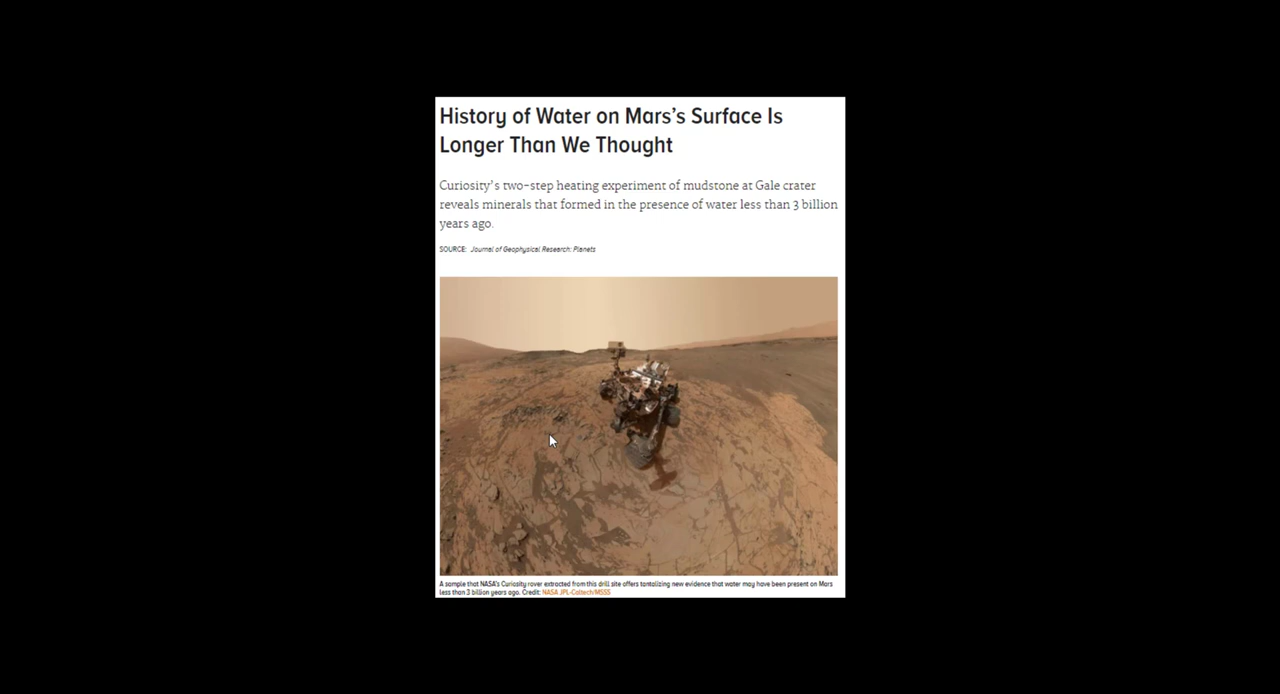 History of Water on Mars's Surface Is
Longer Than We Thought
Curiosity's two-step heating experiment of mudstone at Gale crater
reveals minerals that formed in the presence of water less than 3 billion
years ago.
SOURCE: Journal of Geophysical Research: Planets
A sample that NASA's Curiosity rover extracted from this drill site offers tantalizing new evidence that water may have been present on Mars
less than 3 billion years ago. Credit: NASA JPL-Caltech/MSSS